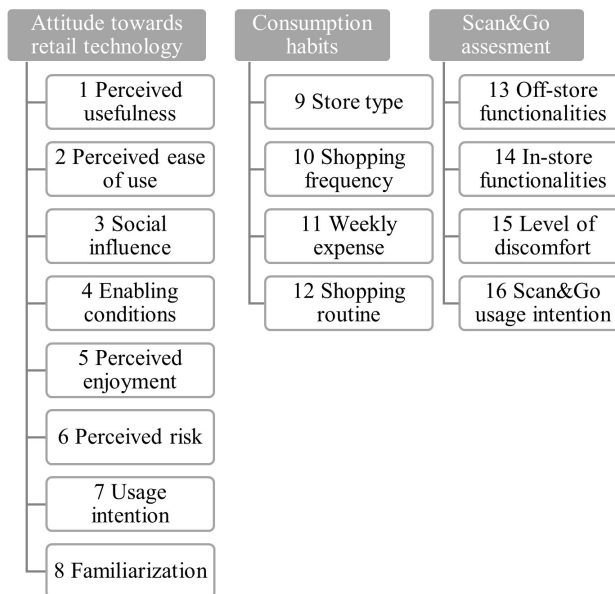 Attitude towards
retail technology
1 Perceived
usefulness
2 Perceived ease
of use
3 Social
influence
4 Enabling
conditions
5 Perceived
enjoyment
6 Perceived risk
7 Usage
intention
8 Familiarization
Consumption
habits
9 Store type
10 Shopping
frequency
11 Weekly
expense
12 Shopping
routine
Scan&Go
assesment
13 Off-store
functionalities
14 In-store
functionalities
15 Level of
discomfort
16 Scan&Go
usage intention